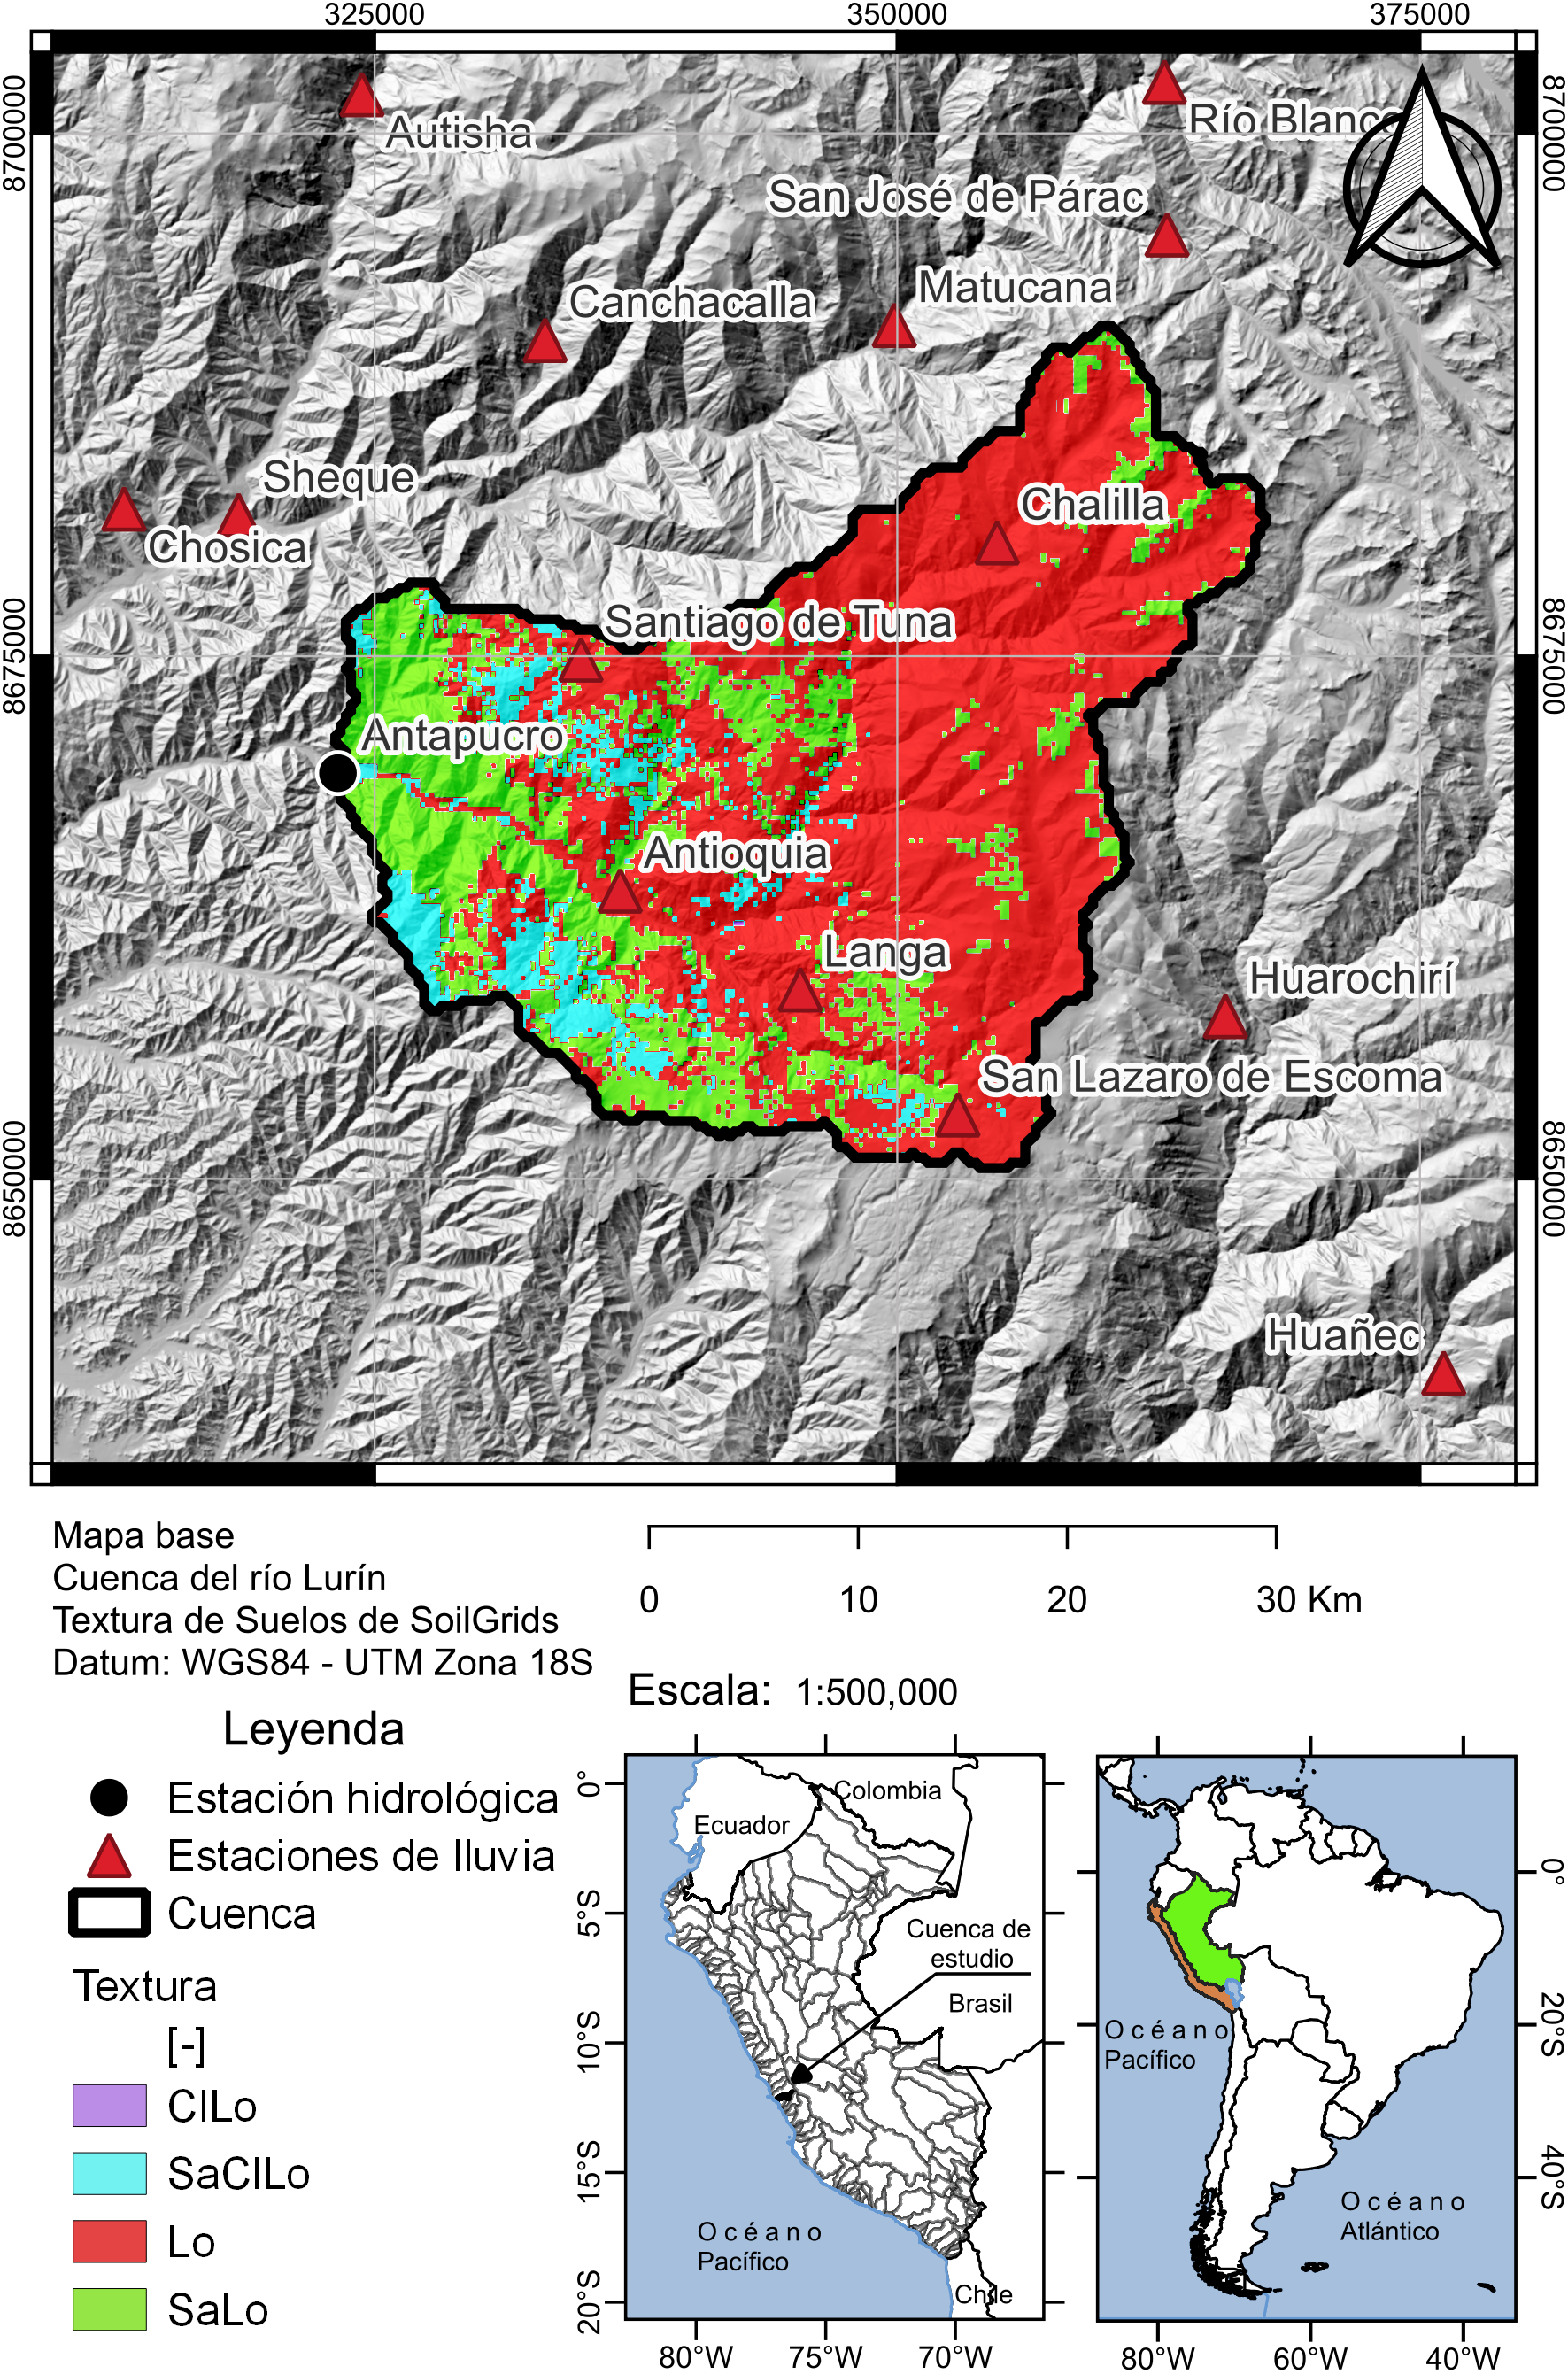 325000
350000
375000
8700000
8700000
Autisha
Río Blanco
San José de Párac
Matucana
Canchacalla
Sheque
Chosica
Chalilla
8675000
8675000
Santiago de Tuna
Antapucro
Antioquia
Langa
Huarochirí
San Lazaro de Escoma
8650000
8650000
Huañec
Mapa base
Cuenca del río Lurín
Textura de Suelos de SoilGrids
Datum: WGS84 - UTM Zona 18S
0
10
20
30 Km
Escala: 1:500,000
Leyenda
Estación hidrológica
Estaciones de lluvia
Cuenca
Textura
[-]
ClLo
SaClLo
Lo
SaLo
0°
5°S
10°S
15°S
20°S
Colombia
Ecuador
Cuenca de
estudio
Brasil
Océano
Pacífico
Chile
80°W
75°W
70°W
Océano
Pacífico
Océano
Atlántico
0°
20°S
40°S
80°W
60°W
40°W